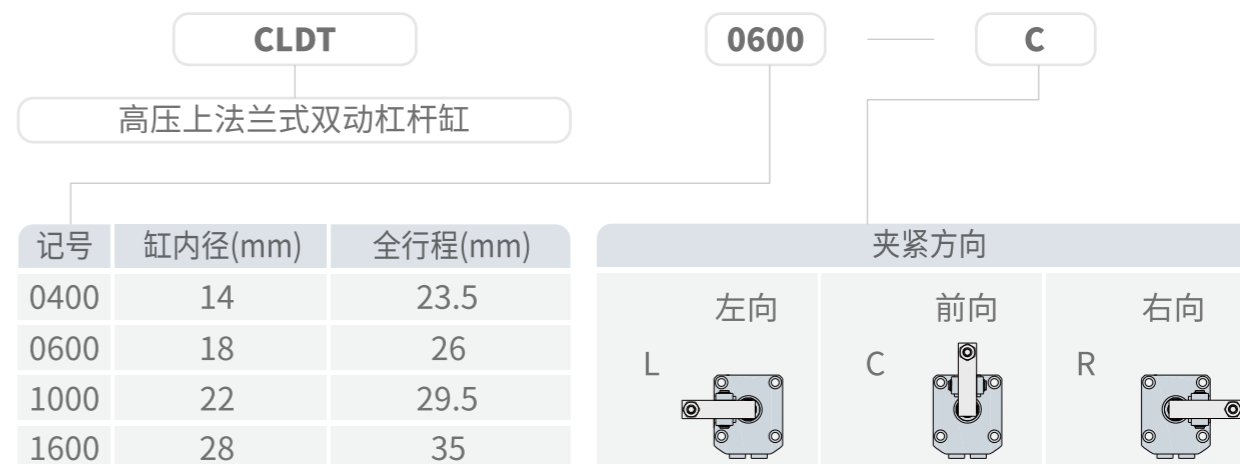 CLDT 0600 — C
高压上法兰式双动杠杆缸
记号 缸内径(mm) 全行程(mm)
0400 14 23.5
0600 18 26
1000 22 29.5
1600 28 35
夹紧方向
左向 前向 右向
L C R